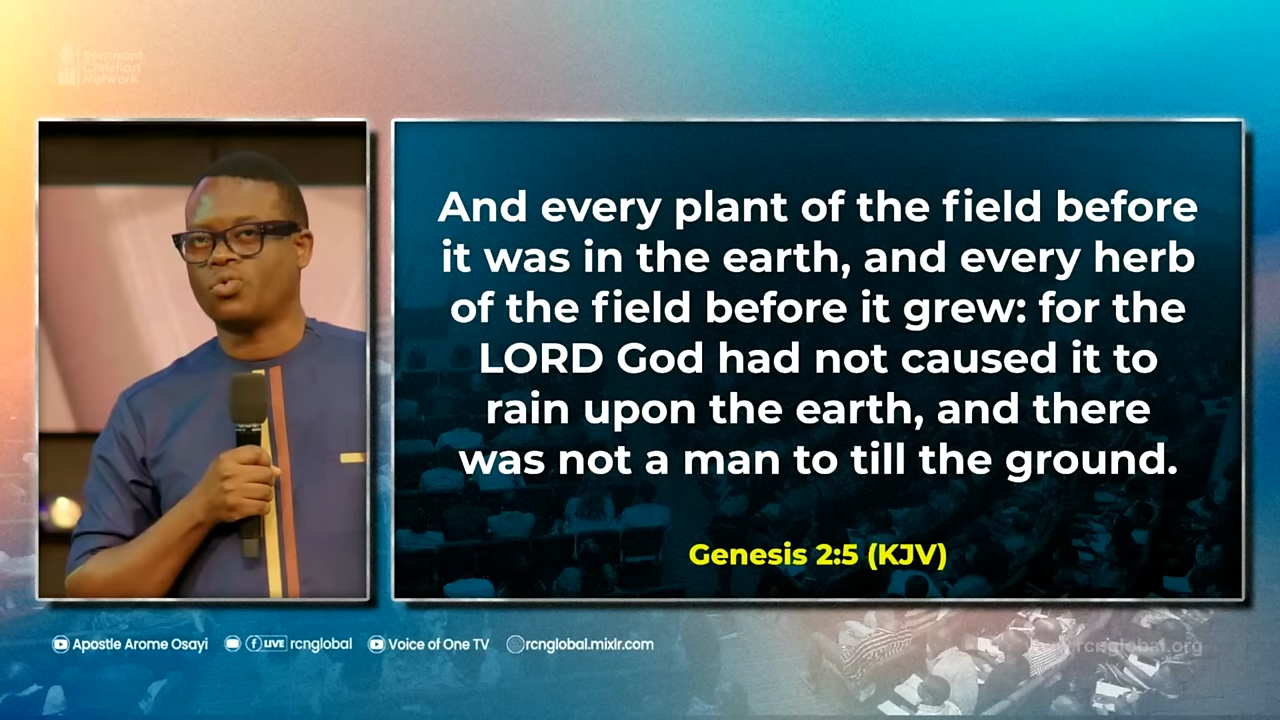 Remnant
Christian
Network
And every plant of the field before
it was in the earth, and every herb
of the field before it grew: for the
LORD God had not caused it to
rain upon the earth, and there
was not a man to till the ground.
Genesis 2:5 (KJV)
Apostle Arome Osayi
LIVE rcnglobal
Voice of One TV
rcnglobal.mixlr.com
rcnglobal.org